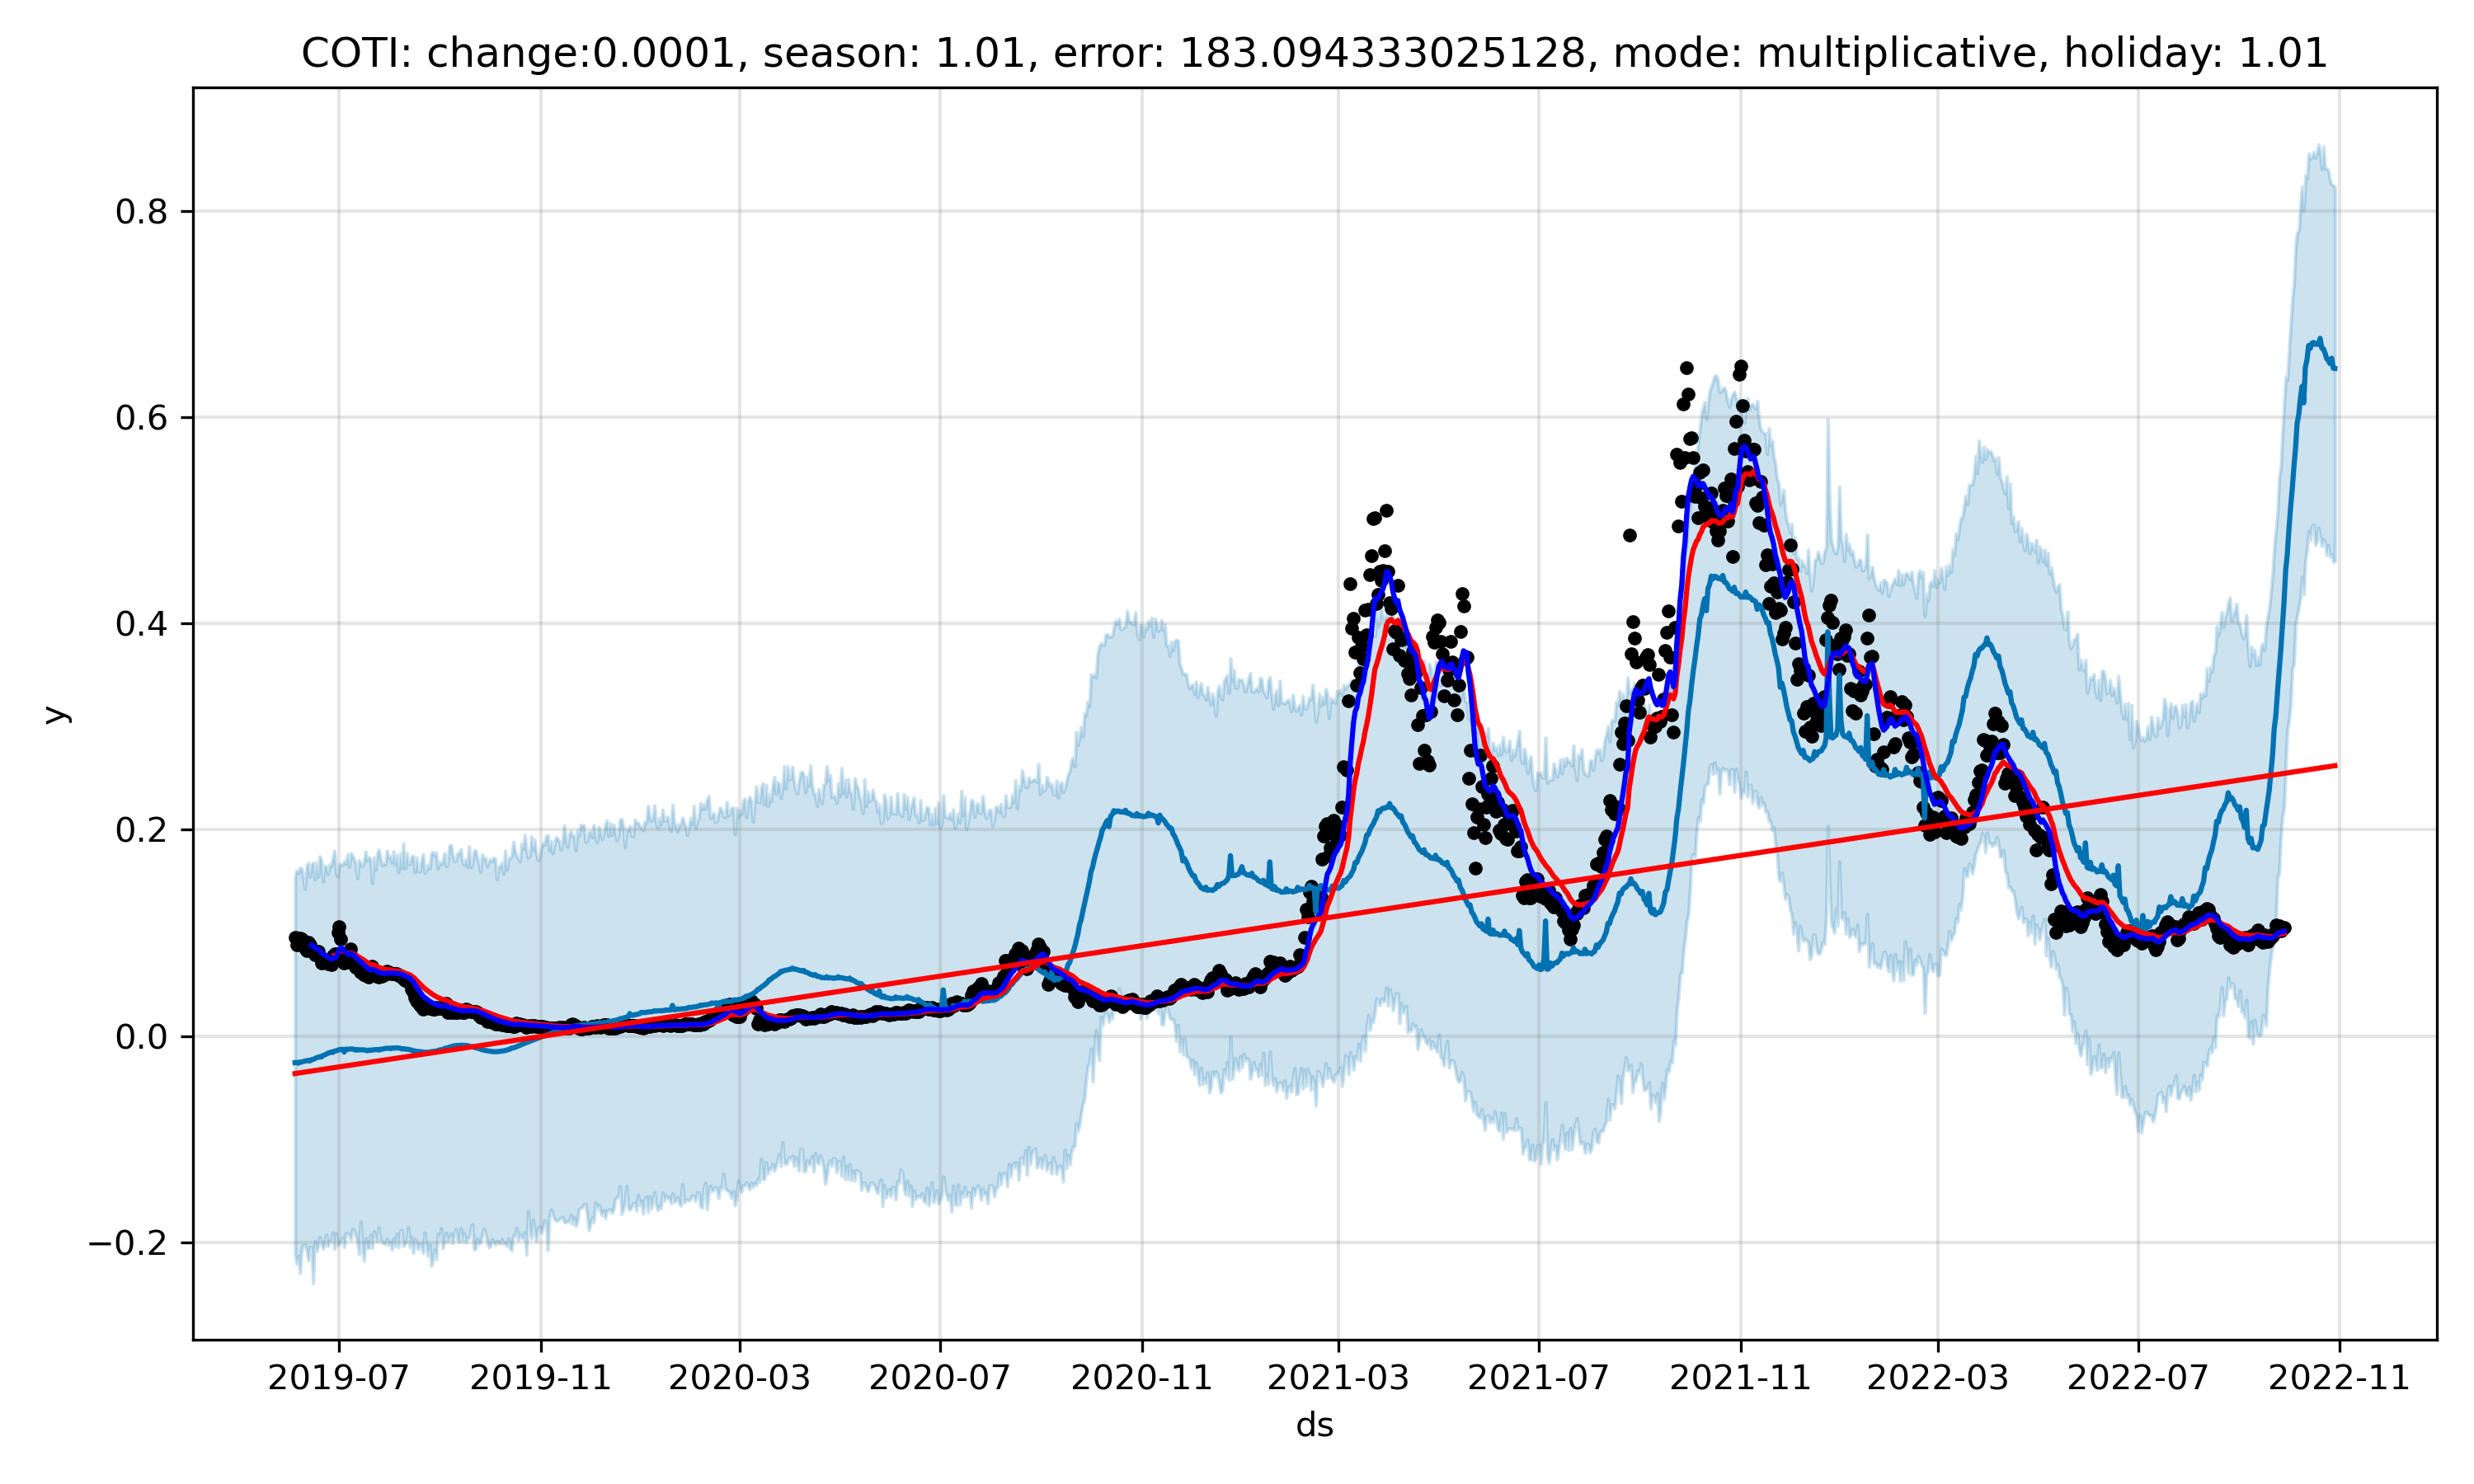 COTI: change:0.0001, season: 1.01, error: 183.094333025128, mode: multiplicative, holiday: 1.01
y
0.8
0.6
0.4
0.2
0.0
−0.2
2019-07 2019-11 2020-03 2020-07 2020-11 2021-03 2021-07 2021-11 2022-03 2022-07 2022-11
ds